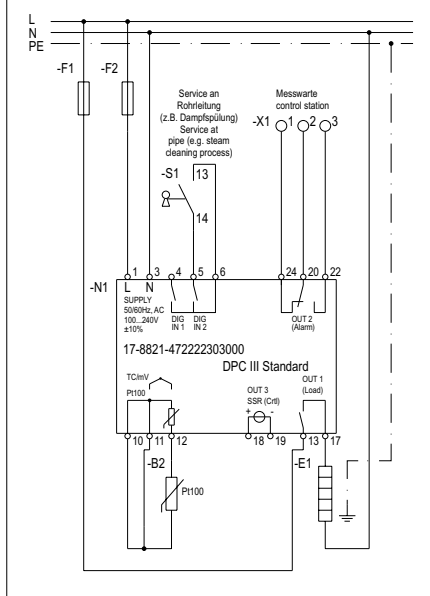 L
N
PE
-F1
-F2
Service an
Rohrleitung
(z.B. Dampfspülung)
Service at
pipe (e.g. steam
cleaning process)
Messwarte
control station
-X1 1 2 3
-S1
13
14
-N1
1 3 4 5 6 24 20 22
L N
SUPPLY
50/60Hz, AC
100...240V
±10%
DIG
IN 1
DIG
IN 2
OUT 2
(Alarm)
17-8821-472222303000
DPC III Standard
TC/mV
Pt100
OUT 3
SSR (Crtl)
+ -
OUT 1
(Load)
10 11 12 18 19 13 17
-B2
-E1
Pt100